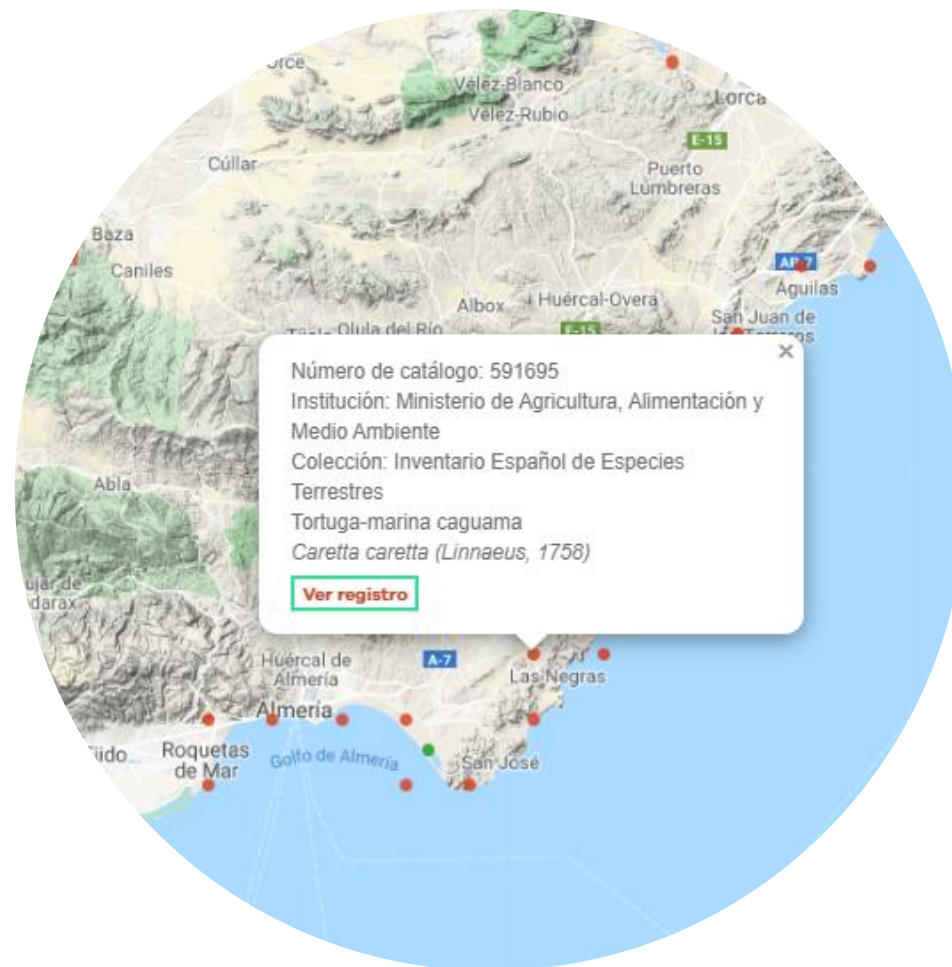 Orce
Vélez-Blanco
Lorca
Vélez-Rubio
E-15
Cúllar
Puerto
Lumbreras
Baza
Caniles
AP-7
Águilas
Albox
Huércal-Overa
San Juan de
Olula del Río
E-15
×
Número de catálogo: 591695
Institución: Ministerio de Agricultura, Alimentación y
Medio Ambiente
Colección: Inventario Español de Especies
Terrestres
Tortuga-marina caguama
Caretta caretta (Linnaeus, 1758)
Ver registro
Abla
Huércal de
Almería
A-7
Las Negras
Almería
Roquetas
de Mar
Golfo de Almería
San José